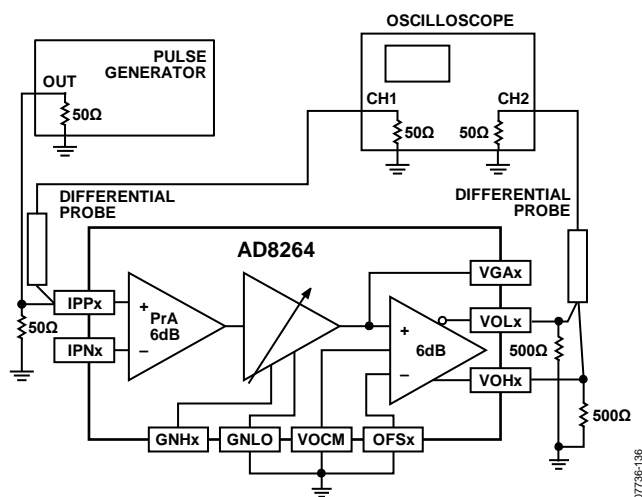 OSCILLOSCOPE
PULSE
GENERATOR
OUT
50Ω
CH1
CH2
50Ω
50Ω
DIFFERENTIAL
PROBE
DIFFERENTIAL
PROBE
AD8264
IPPx
VGAx
+
PrA
6dB
–
+
6dB
–
VOLx
50Ω
IPNx
500Ω
VOHx
500Ω
GNHx
GNLO
VOCM
OFSx
07736-136